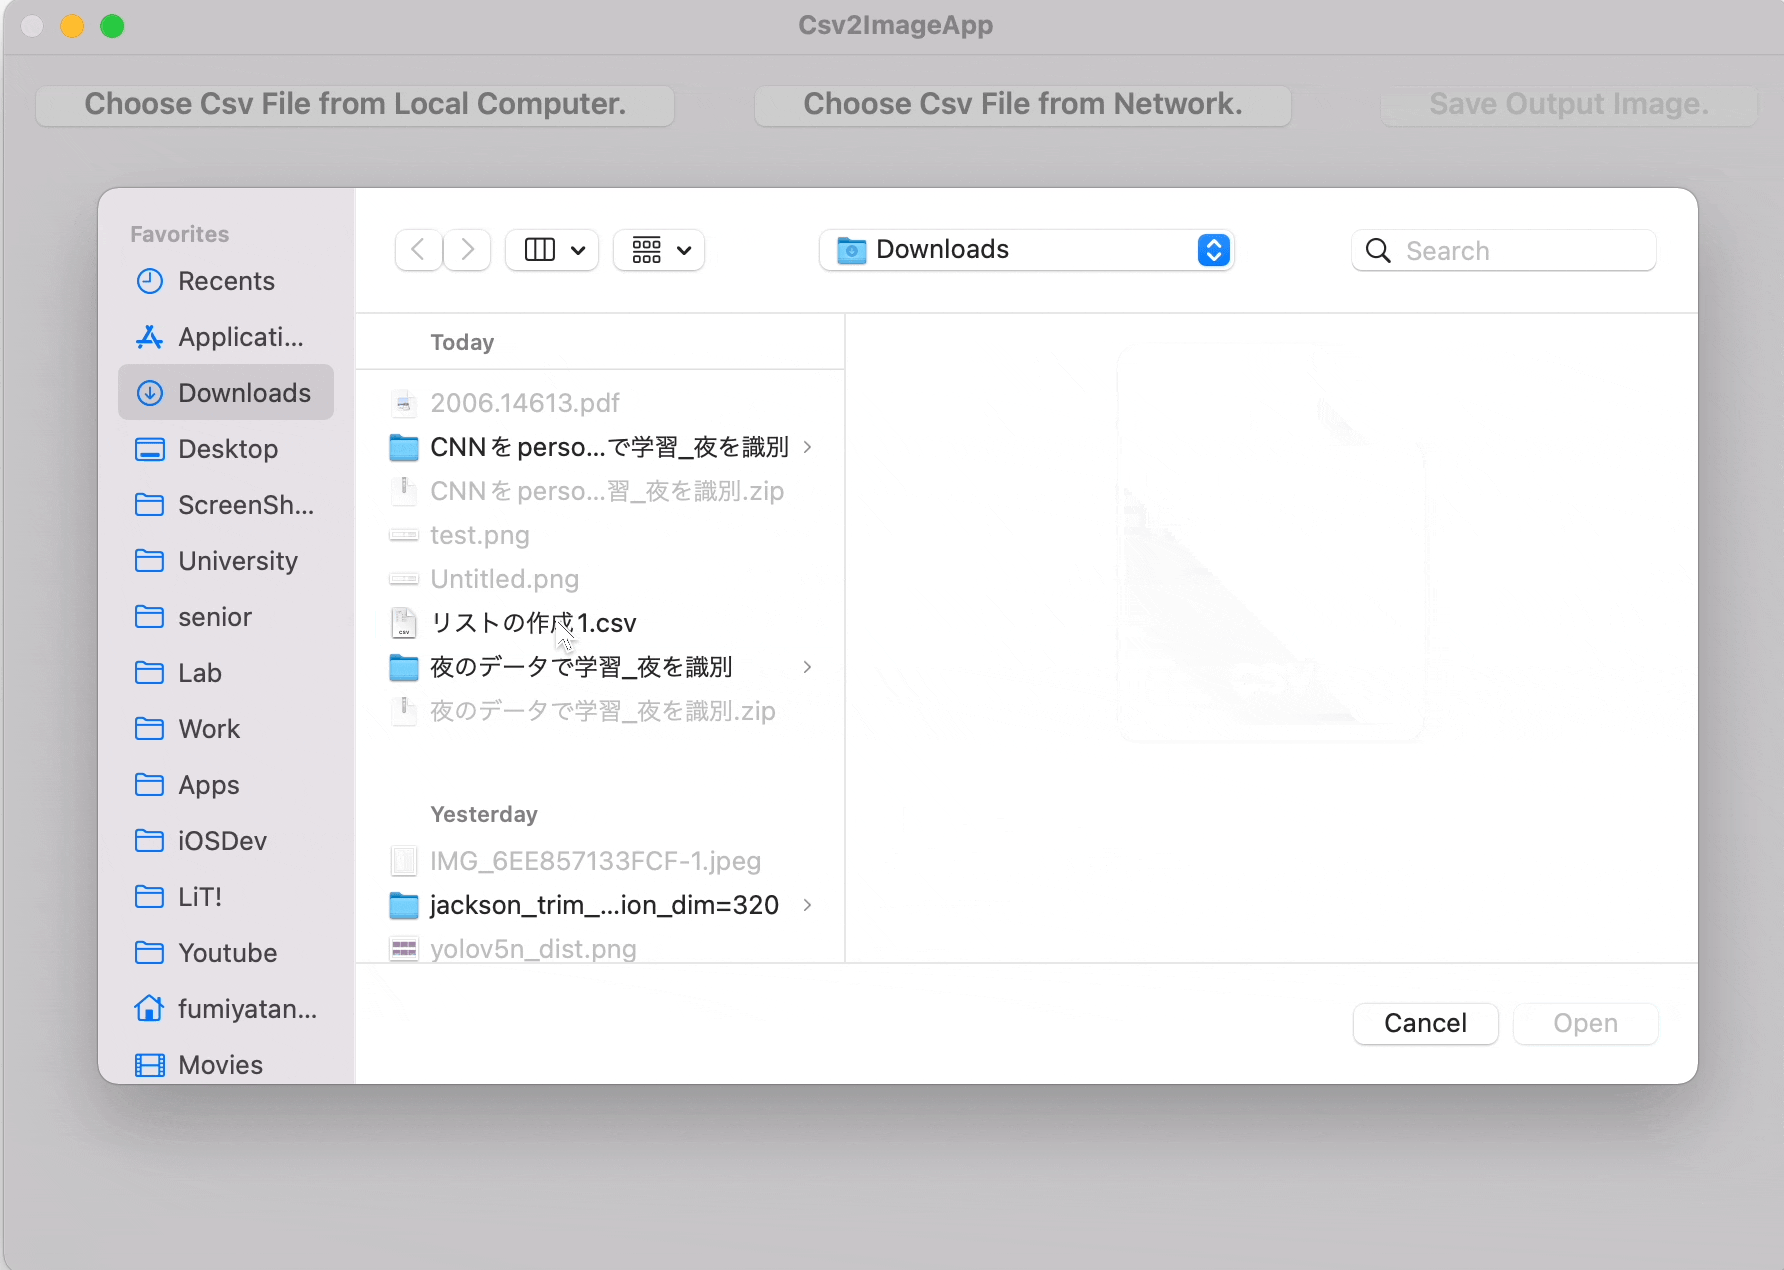 Csv2ImageApp
Choose Csv File from Local Computer.
Choose Csv File from Network.
Save Output Image.
Favorites
Recents
Applicati...
Downloads
Desktop
ScreenSh...
University
senior
Lab
Work
Apps
iOSDev
LiT!
Youtube
fumiyatan...
Movies
Downloads
Search
Today
2006.14613.pdf
CNNをperso...で学習_夜を識別
CNNをperso...習_夜を識別.zip
test.png
Untitled.png
リストの作成1.csv
夜のデータで学習_夜を識別
夜のデータで学習_夜を識別.zip
Yesterday
IMG_6EE857133FCF-1.jpeg
jackson_trim_...ion_dim=320
yolov5n_dist.png
Cancel
Open